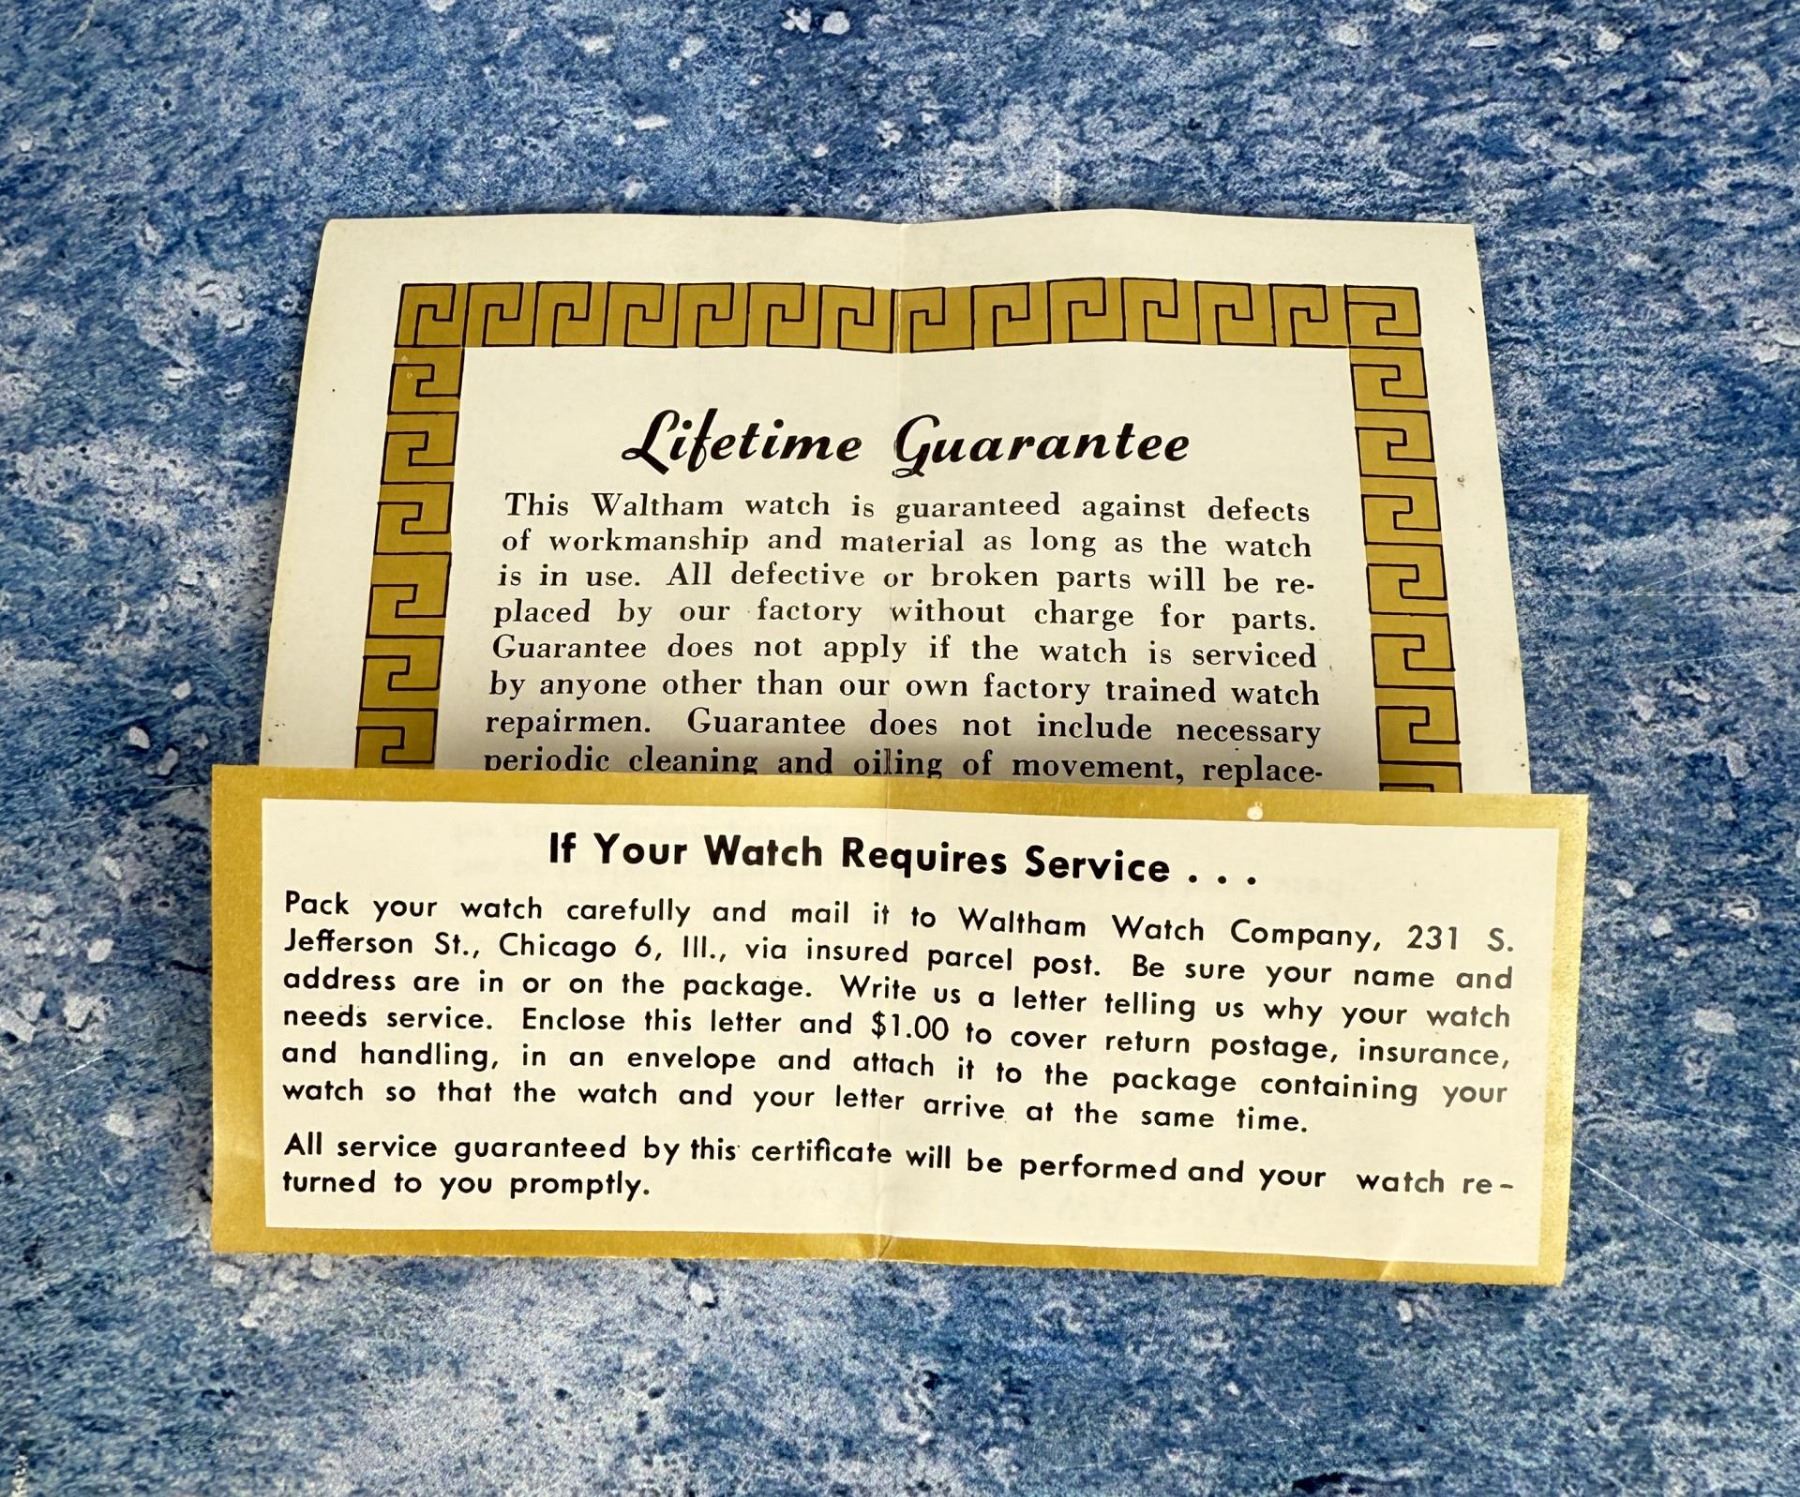 Lifetime Guarantee
This Waltham watch is guaranteed against defects
of workmanship and material as long as the watch
is in use. All defective or broken parts will be re-
placed by our factory without charge for parts.
Guarantee does not apply if the watch is serviced
by anyone other than our own factory trained watch
repairmen. Guarantee does not include necessary
periodic cleaning and oiling of movement, replace-
If Your Watch Requires Service . . .
Pack your watch carefully and mail it to Waltham Watch Company, 231 S.
Jefferson St., Chicago 6, Ill., via insured parcel post. Be sure your name and
address are in or on the package. Write us a letter telling us why your watch
needs service. Enclose this letter and $1.00 to cover return postage, insurance,
and handling, in an envelope and attach it to the package containing your
watch so that the watch and your letter arrive at the same time.
All service guaranteed by this certificate will be performed and your watch re-
turned to you promptly.